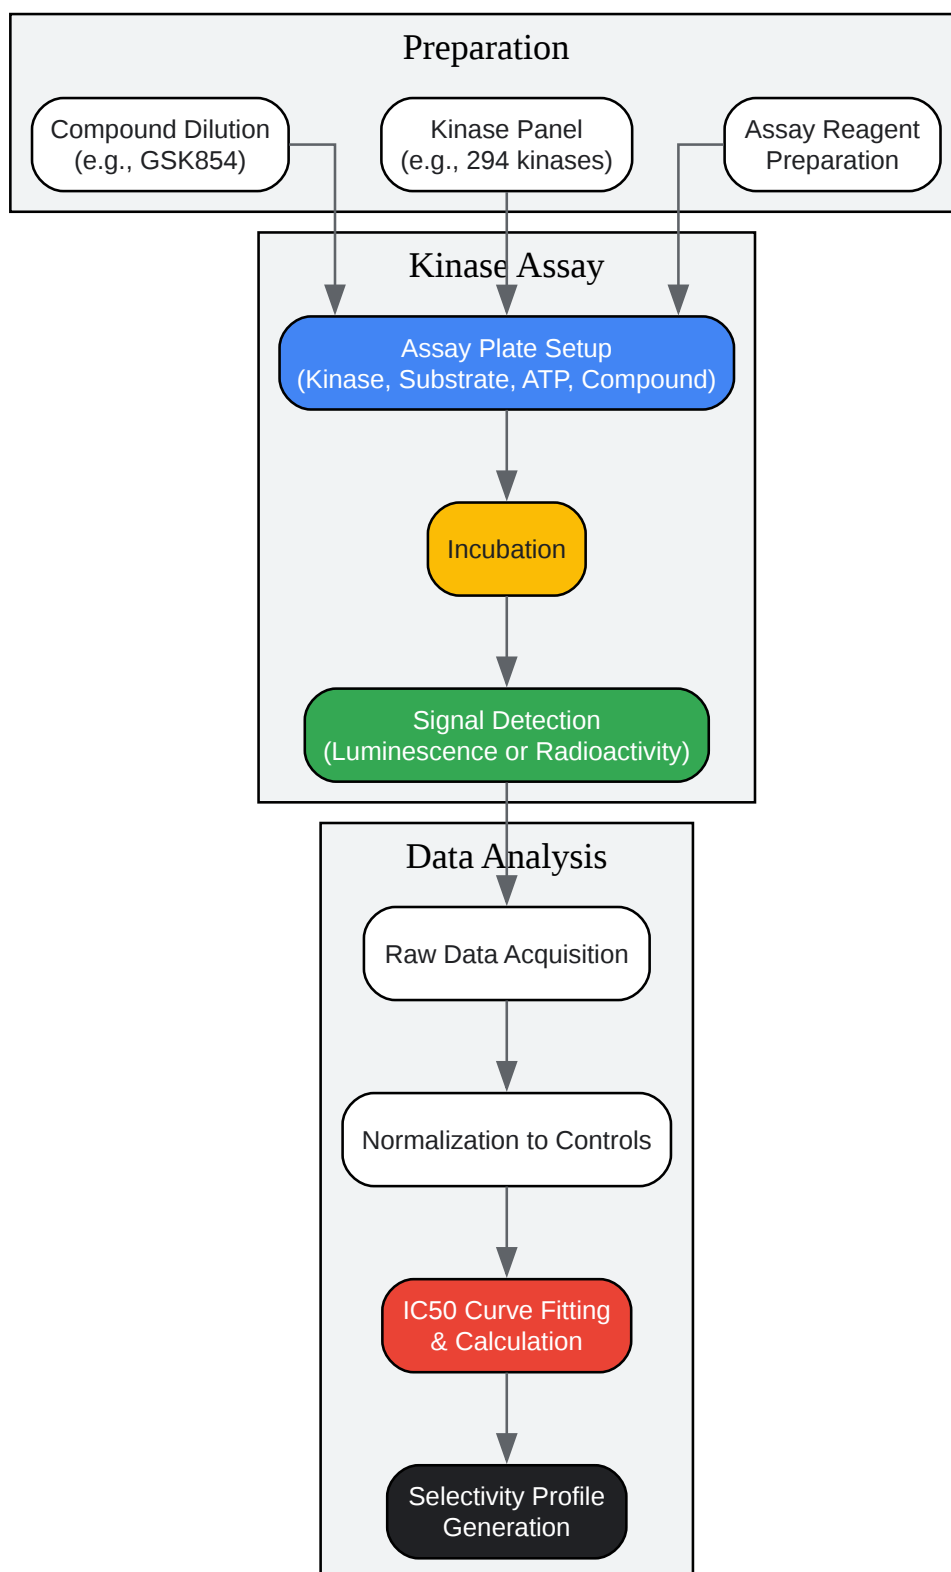 Preparation
Compound Dilution
(e.g., GSK854)
Kinase Panel
(e.g., 294 kinases)
Assay Reagent
Preparation
Kinase Assay
Assay Plate Setup
(Kinase, Substrate, ATP, Compound)
Incubation
Signal Detection
(Luminescence or Radioactivity)
Data Analysis
Raw Data Acquisition
Normalization to Controls
IC50 Curve Fitting
& Calculation
Selectivity Profile
Generation